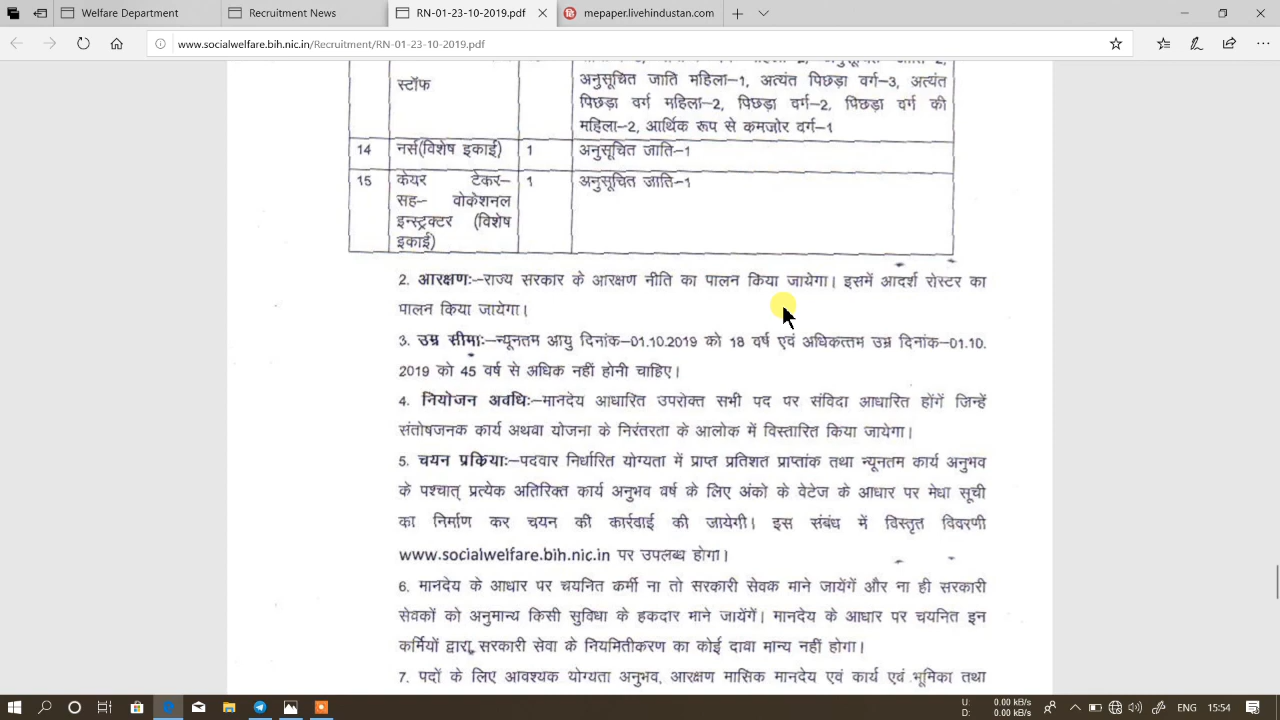 Welfare Department
Recruitment News
RN-01-23-10-2019.pdf
mepaper.livehindustan.com
www.socialwelfare.bih.nic.in/Recruitment/RN-01-23-10-2019.pdf
स्टॉफ
अनुसूचित जाति महिला–1, अत्यंत पिछड़ा वर्ग–3, अत्यंत
पिछड़ा वर्ग महिला–2, पिछड़ा वर्ग–2, पिछड़ा वर्ग की
महिला–2, आर्थिक रूप से कमजोर वर्ग–1
14 नर्स(विशेष इकाई) 1 अनुसूचित जाति–1
15 केयर टेकर– 1 अनुसूचित जाति–1
सह– वोकेशनल
इन्स्ट्रक्टर (विशेष
इकाई)
2. आरक्षणः–राज्य सरकार के आरक्षण नीति का पालन किया जायेगा। इसमें आदर्श रोस्टर का
पालन किया जायेगा।
3. उम्र सीमाः–न्यूनतम आयु दिनांक–01.10.2019 को 18 वर्ष एवं अधिकत्तम उम्र दिनांक–01.10.
2019 को 45 वर्ष से अधिक नहीं होनी चाहिए।
4. नियोजन अवधिः–मानदेय आधारित उपरोक्त सभी पद पर संविदा आधारित होंगें जिन्हें
संतोषजनक कार्य अथवा योजना के निरंतरता के आलोक में विस्तारित किया जायेगा।
5. चयन प्रकियाः–पदवार निर्धारित योग्यता में प्राप्त प्रतिशत प्राप्तांक तथा न्यूनतम कार्य अनुभव
के पश्चात् प्रत्येक अतिरिक्त कार्य अनुभव वर्ष के लिए अंको के वेटेज के आधार पर मेधा सूची
का निर्माण कर चयन की कार्रवाई की जायेगी। इस संबंध में विस्तृत विवरणी
www.socialwelfare.bih.nic.in पर उपलब्ध होगा।
6. मानदेय के आधार पर चयनित कर्मी ना तो सरकारी सेवक माने जायेंगें और ना ही सरकारी
सेवकों को अनुमान्य किसी सुविधा के हकदार माने जायेंगें। मानदेय के आधार पर चयनित इन
कर्मियों द्वारा सरकारी सेवा के नियमितीकरण का कोई दावा मान्य नहीं होगा।
7. पदों के लिए आवश्यक योग्यता अनुभव, आरक्षण मासिक मानदेय एवं कार्य एवं भूमिका तथा
U: 0.00 kB/s
D: 0.00 kB/s
ENG 15:54